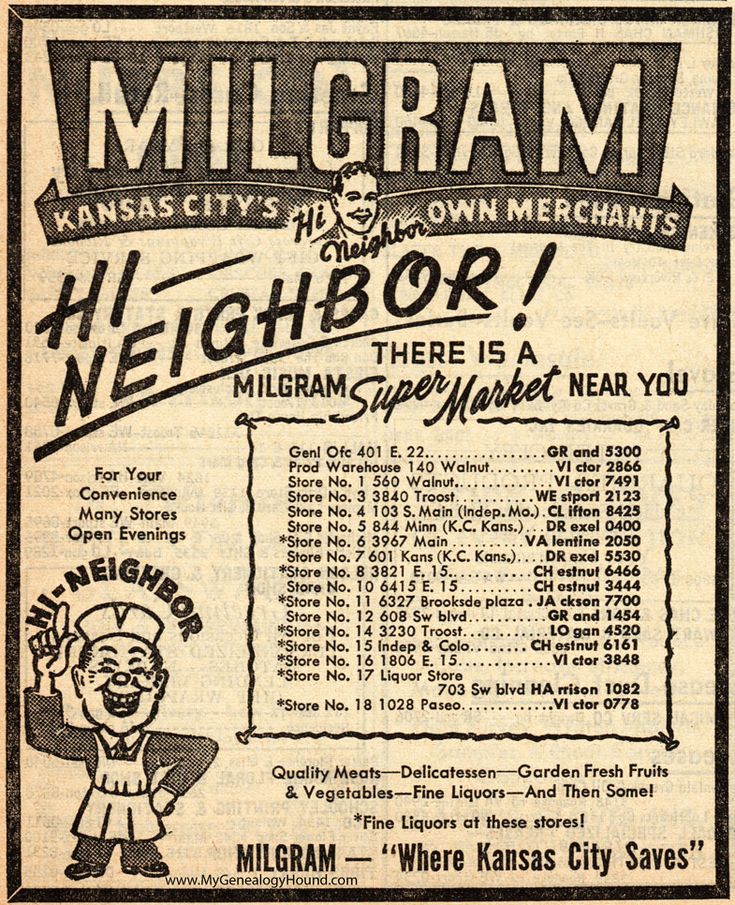 MILGRAM
KANSAS CITY'S Hi Neighbor OWN MERCHANTS
HI—
NEIGHBOR!
THERE IS A
MILGRAM Super Market NEAR YOU
For Your
Convenience
Many Stores
Open Evenings
Genl Ofc 401 E. 22..................GR and 5300
Prod Warehouse 140 Walnut.........VI ctor 2866
Store No. 1 560 Walnut..............VI ctor 7491
Store No. 3 3840 Troost...........WE stport 2123
Store No. 4 103 S. Main (Indep. Mo.).CL ifton 8425
Store No. 5 844 Minn (K.C. Kans.)....DR exel 0400
*Store No. 6 3967 Main...........VA lentine 2050
Store No. 7 601 Kans (K.C. Kans.)....DR exel 5530
*Store No. 8 3821 E. 15............CH estnut 6466
Store No. 10 6415 E. 15...........CH estnut 3444
*Store No. 11 6327 Brooksde plaza . JA ckson 7700
Store No. 12 608 Sw blvd...........GR and 1454
*Store No. 14 3230 Troost...........LO gan 4520
*Store No. 15 Indep & Colo.......CH estnut 6161
*Store No. 16 1806 E. 15............VI ctor 3848
*Store No. 17 Liquor Store
703 Sw blvd HA rrison 1082
*Store No. 18 1028 Paseo...........VI ctor 0778
HI-NEIGHBOR
V
Quality Meats—Delicatessen—Garden Fresh Fruits
& Vegetables—Fine Liquors—And Then Some!
*Fine Liquors at these stores!
MILGRAM — "Where Kansas City Saves"
www.MyGenealogyHound.com